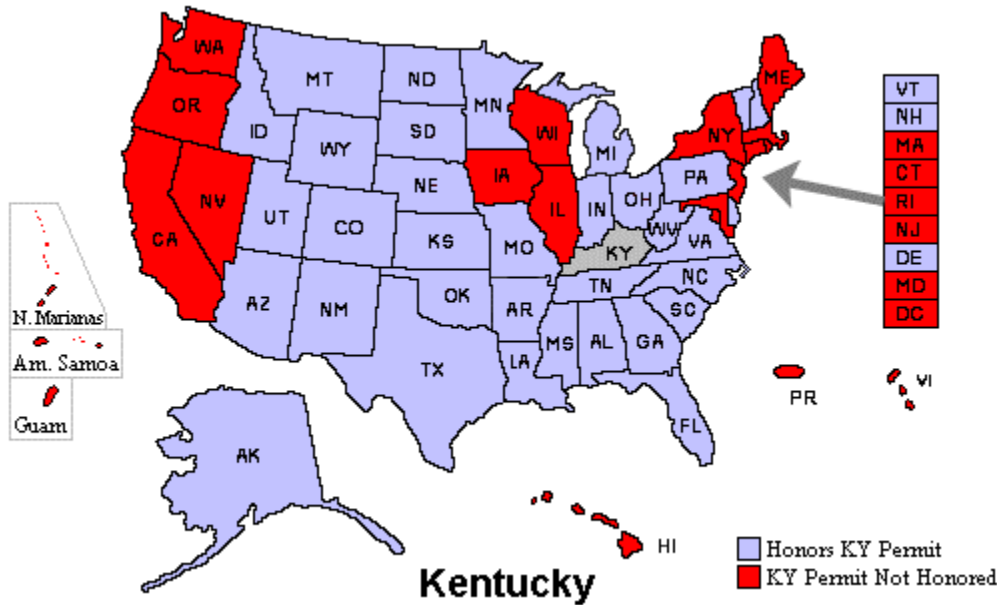 WA
OR
CA
NV
ID
MT
WY
UT
CO
AZ
NM
ND
SD
NE
KS
OK
TX
MN
IA
MO
AR
LA
WI
IL
MI
IN
OH
KY
TN
MS
AL
GA
FL
SC
NC
VA
WV
PA
NY
ME
VT
NH
MA
CT
RI
NJ
DE
MD
DC
N. Marianas
Am. Samoa
Guam
AK
HI
PR
VI
Honors KY Permit
KY Permit Not Honored
Kentucky